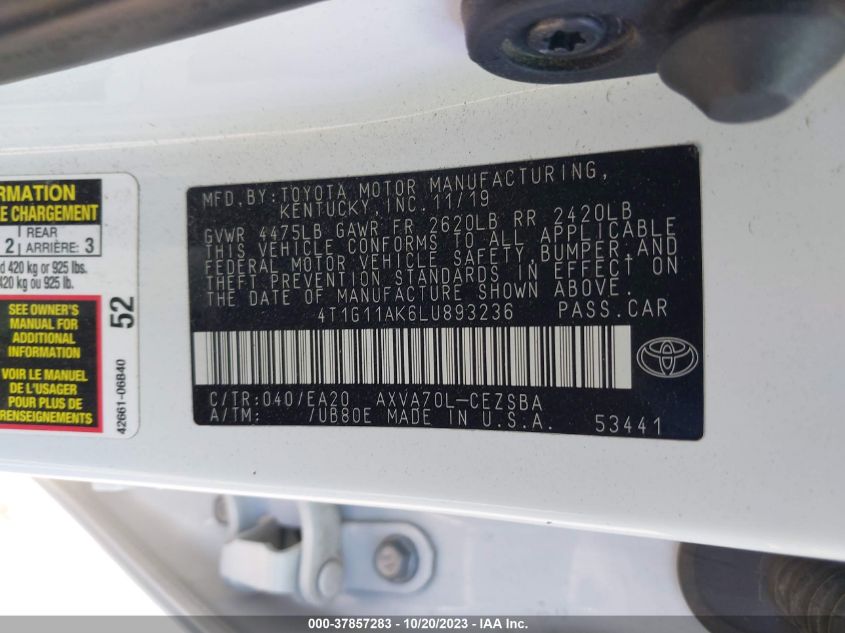 RMATION
E CHARGEMENT
REAR
2 ARRIÈRE: 3
d 420 kg or 925 lbs.
420 kg ou 925 lb.
SEE OWNER'S
MANUAL FOR
ADDITIONAL
INFORMATION
VOIR LE MANUEL
DE L'USAGER
POUR PLUS DE
RENSEIGNEMENTS
52
42661-06B40
MFD.BY:TOYOTA MOTOR MANUFACTURING,
KENTUCKY,INC.11/19
GVWR 4475LB GAWR FR 2620LB RR 2420LB
THIS VEHICLE CONFORMS TO ALL APPLICABLE
FEDERAL MOTOR VEHICLE SAFETY,BUMPER,AND
THEFT PREVENTION STANDARDS IN EFFECT ON
THE DATE OF MANUFACTURE SHOWN ABOVE.
4T1G11AK6LU893236 PASS.CAR
C/TR:040/EA20 AXVA70L-CEZSBA
A/TM: /UB80E MADE IN U.S.A.
53441
000-37857283 - 10/20/2023 - IAA Inc.